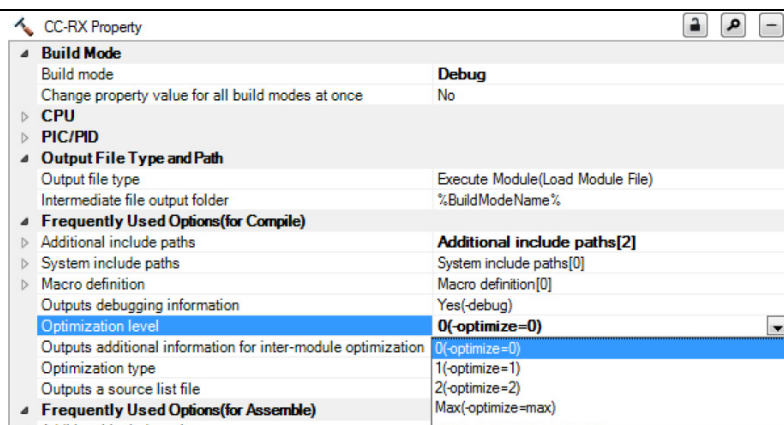 CC-RX Property
Build Mode
Build mode Debug
Change property value for all build modes at once No
CPU
PIC/PID
Output File Type and Path
Output file type Execute Module(Load Module File)
Intermediate file output folder %BuildModeName%
Frequently Used Options(for Compile)
Additional include paths Additional include paths[2]
System include paths System include paths[0]
Macro definition Macro definition[0]
Outputs debugging information Yes(-debug)
Optimization level 0(-optimize=0)
Outputs additional information for inter-module optimization 0(-optimize=0)
Optimization type 1(-optimize=1)
Outputs a source list file 2(-optimize=2)
Frequently Used Options(for Assemble) Max(-optimize=max)